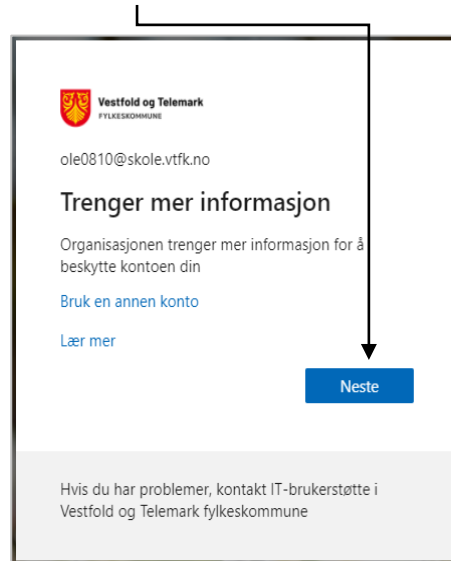 Vestfold og Telemark
FYLKESKOMMUNE
ole0810@skole.vtfk.no
Trenger mer informasjon
Organisasjonen trenger mer informasjon for å
beskytte kontoen din
Bruk en annen konto
Lær mer
Neste
Hvis du har problemer, kontakt IT-brukerstøtte i
Vestfold og Telemark fylkeskommune